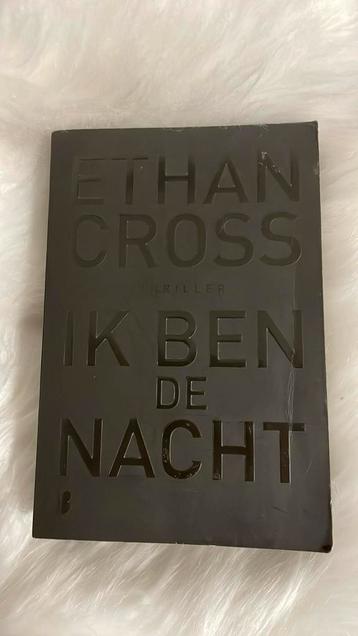 ETHAN
CROSS
THRILLER
IK BEN
DE
NACHT
B